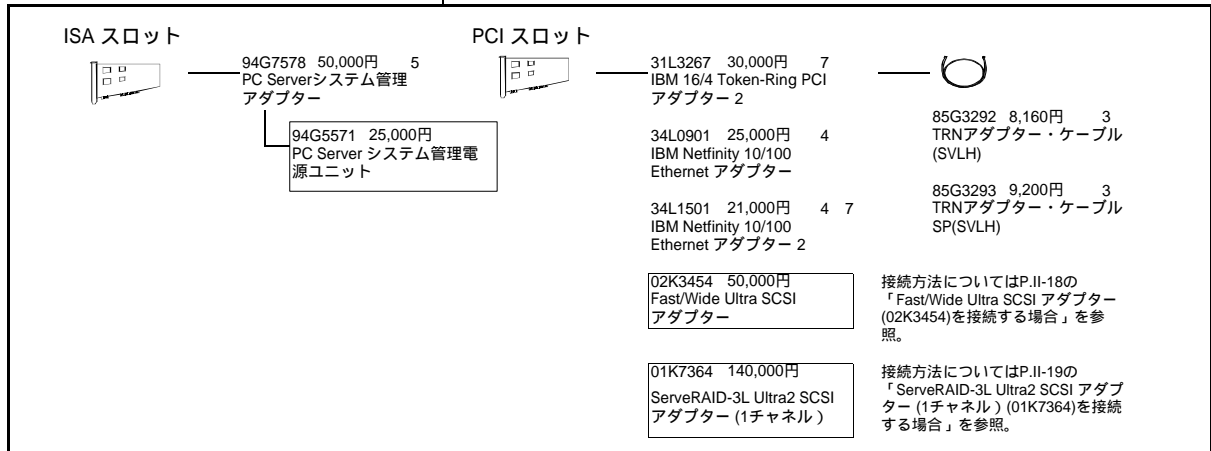 ISA スロット
94G7578 50,000円 5
PC Serverシステム管理
アダプター
94G5571 25,000円
PC Server システム管理電
源ユニット
PCI スロット
31L3267 30,000円 7
IBM 16/4 Token-Ring PCI
アダプター 2
34L0901 25,000円 4
IBM Netfinity 10/100
Ethernet アダプター
34L1501 21,000円 4 7
IBM Netfinity 10/100
Ethernet アダプター 2
02K3454 50,000円
Fast/Wide Ultra SCSI
アダプター
01K7364 140,000円
ServeRAID-3L Ultra2 SCSI
アダプター (1チャネル )
85G3292 8,160円 3
TRNアダプター・ケーブル
(SVLH)
85G3293 9,200円 3
TRNアダプター・ケーブル
SP(SVLH)
接続方法についてはP.II-18の
「Fast/Wide Ultra SCSI アダプター
(02K3454)を接続する場合」を参
照。
接続方法についてはP.II-19の
「ServeRAID-3L Ultra2 SCSI アダプ
ター (1チャネル ) (01K7364)を接続
する場合」を参照。